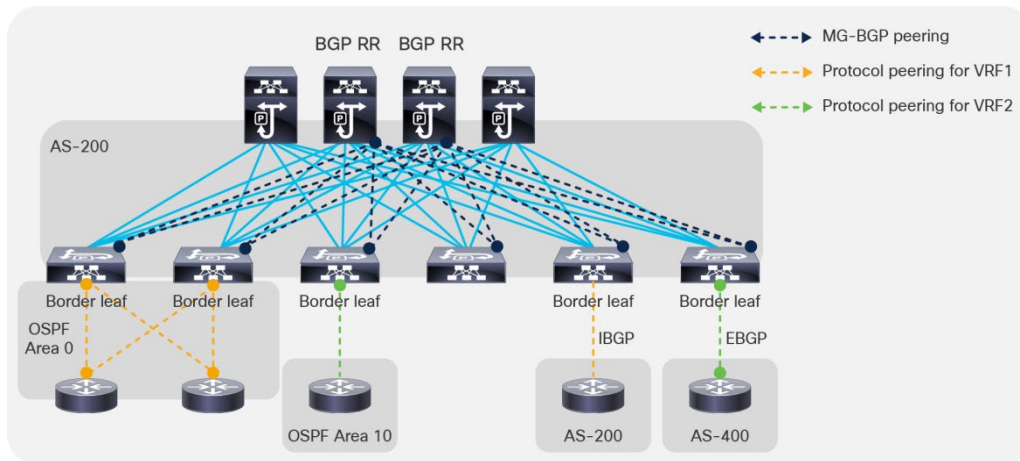 BGP RR
BGP RR
MG-BGP peering
Protocol peering for VRF1
Protocol peering for VRF2
P
P
P
P
AS-200
Border leaf
Border leaf
Border leaf
Border leaf
Border leaf
OSPF
Area 0
IBGP
EBGP
OSPF Area 10
AS-200
AS-400